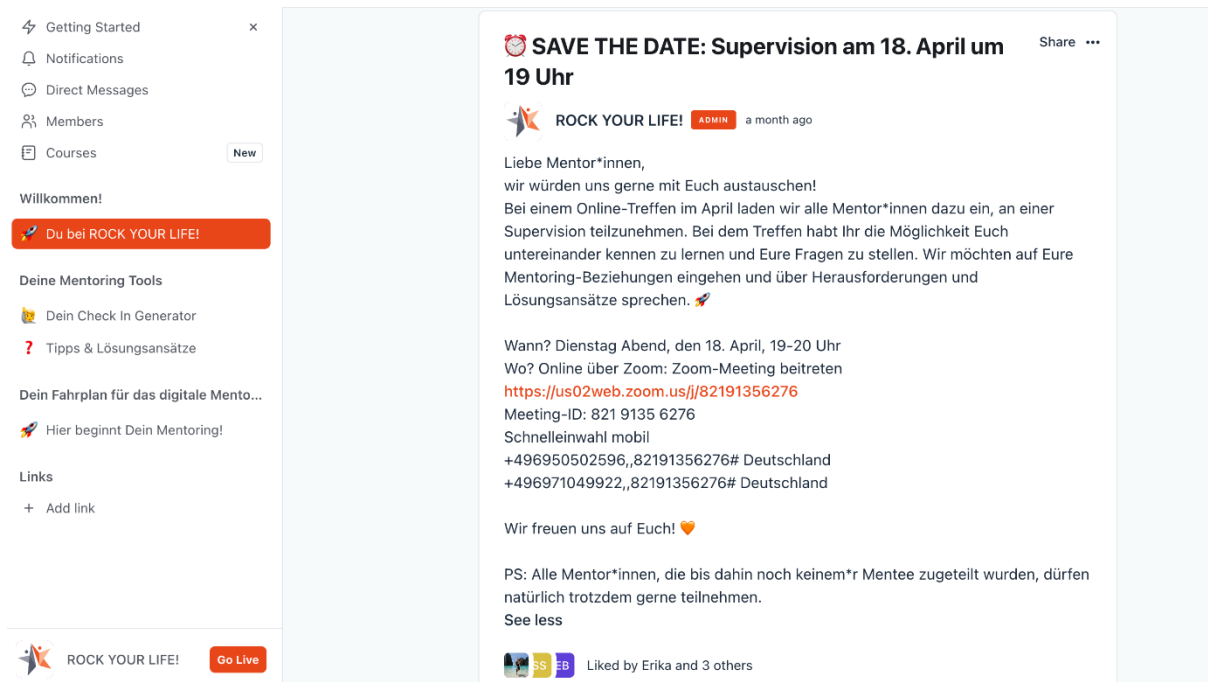 Getting Started
Notifications
Direct Messages
Members
Courses New
Willkommen!
Du bei ROCK YOUR LIFE!
Deine Mentoring Tools
Dein Check In Generator
Tipps & Lösungsansätze
Dein Fahrplan für das digitale Mento...
Hier beginnt Dein Mentoring!
Links
+ Add link
ROCK YOUR LIFE! Go Live
SAVE THE DATE: Supervision am 18. April um
19 Uhr
Share
ROCK YOUR LIFE! ADMIN a month ago
Liebe Mentor*innen,
wir würden uns gerne mit Euch austauschen!
Bei einem Online-Treffen im April laden wir alle Mentor*innen dazu ein, an einer
Supervision teilzunehmen. Bei dem Treffen habt Ihr die Möglichkeit Euch
untereinander kennen zu lernen und Eure Fragen zu stellen. Wir möchten auf Eure
Mentoring-Beziehungen eingehen und über Herausforderungen und
Lösungsansätze sprechen. 🚀
Wann? Dienstag Abend, den 18. April, 19-20 Uhr
Wo? Online über Zoom: Zoom-Meeting beitreten
https://us02web.zoom.us/j/82191356276
Meeting-ID: 821 9135 6276
Schnelleinwahl mobil
+496950502596,,82191356276# Deutschland
+496971049922,,82191356276# Deutschland
Wir freuen uns auf Euch! 🧡
PS: Alle Mentor*innen, die bis dahin noch keinem*r Mentee zugeteilt wurden, dürfen
natürlich trotzdem gerne teilnehmen.
See less
SS EB Liked by Erika and 3 others